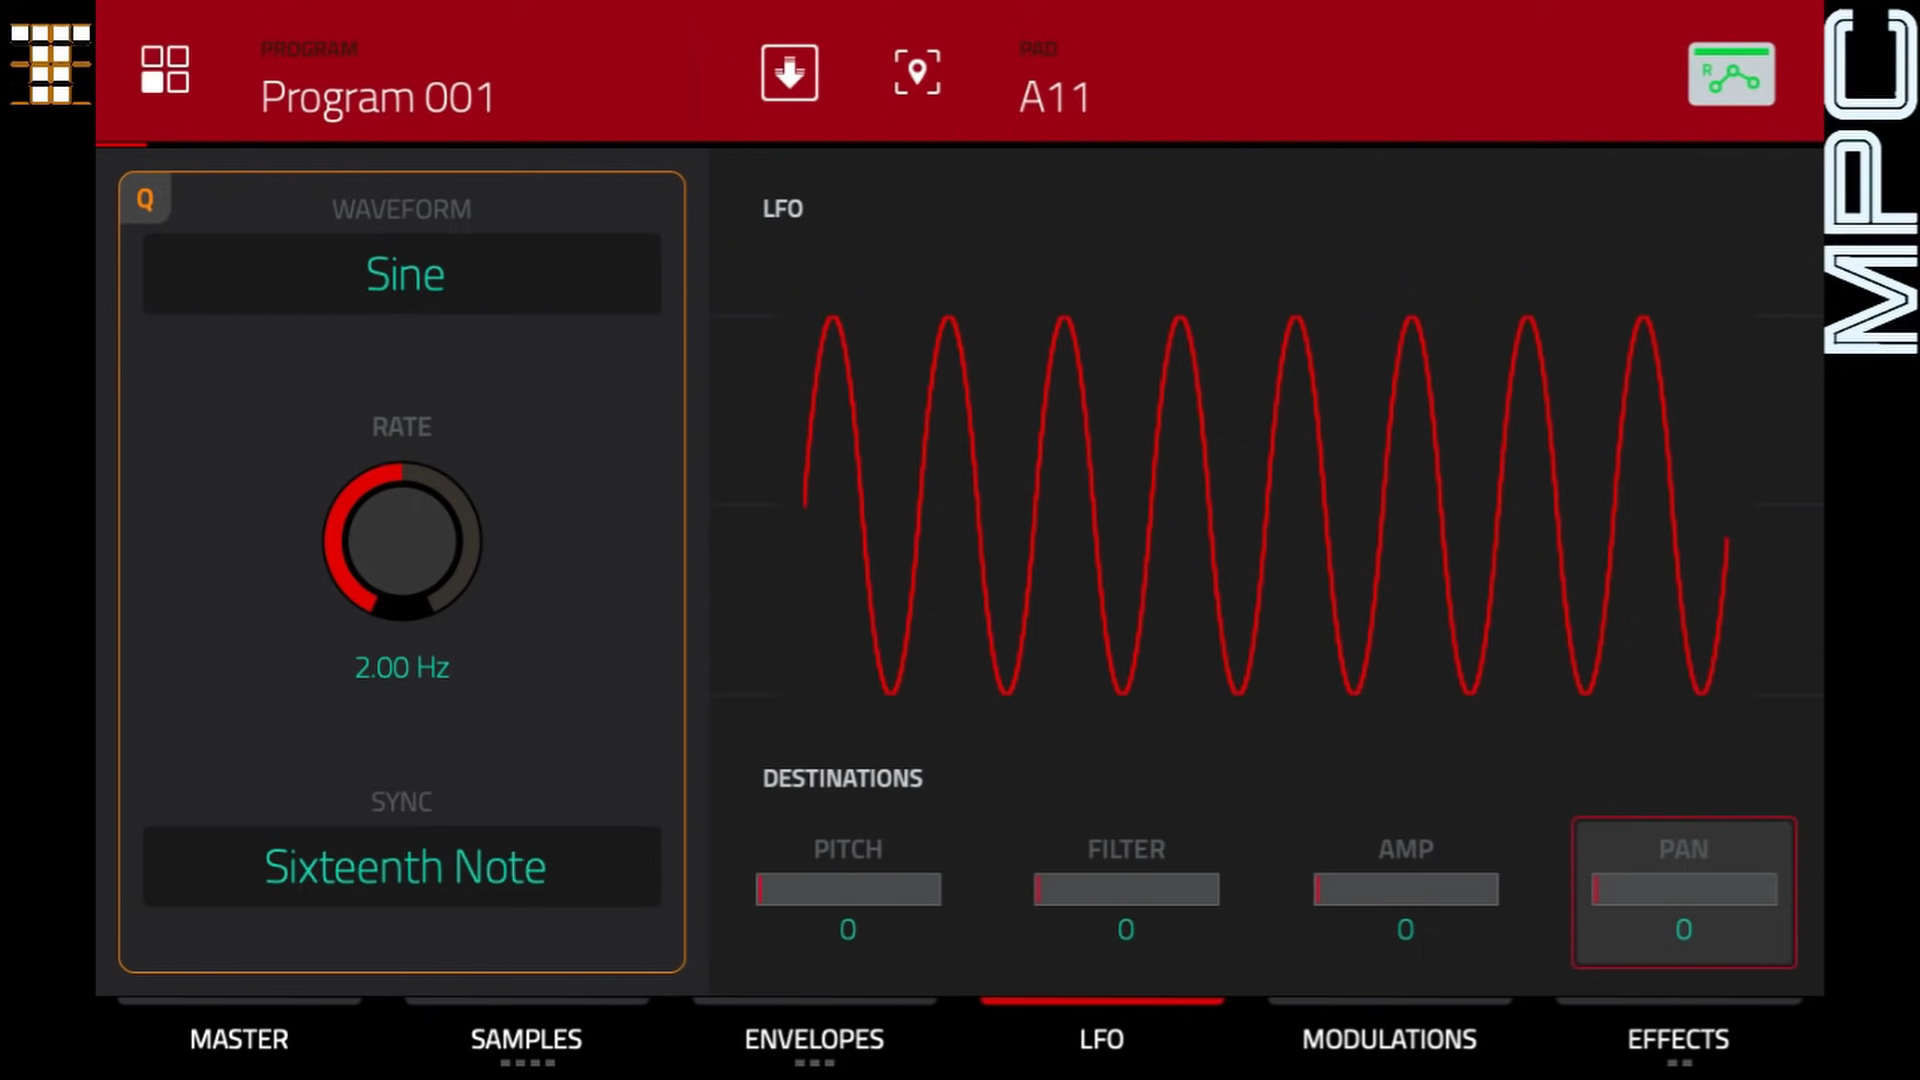 PROGRAM
Program 001
PAD
A11
R
MPC
Q
WAVEFORM
Sine
RATE
2.00 Hz
SYNC
Sixteenth Note
LFO
DESTINATIONS
PITCH
FILTER
AMP
PAN
0
0
0
0
MASTER
SAMPLES
ENVELOPES
LFO
MODULATIONS
EFFECTS